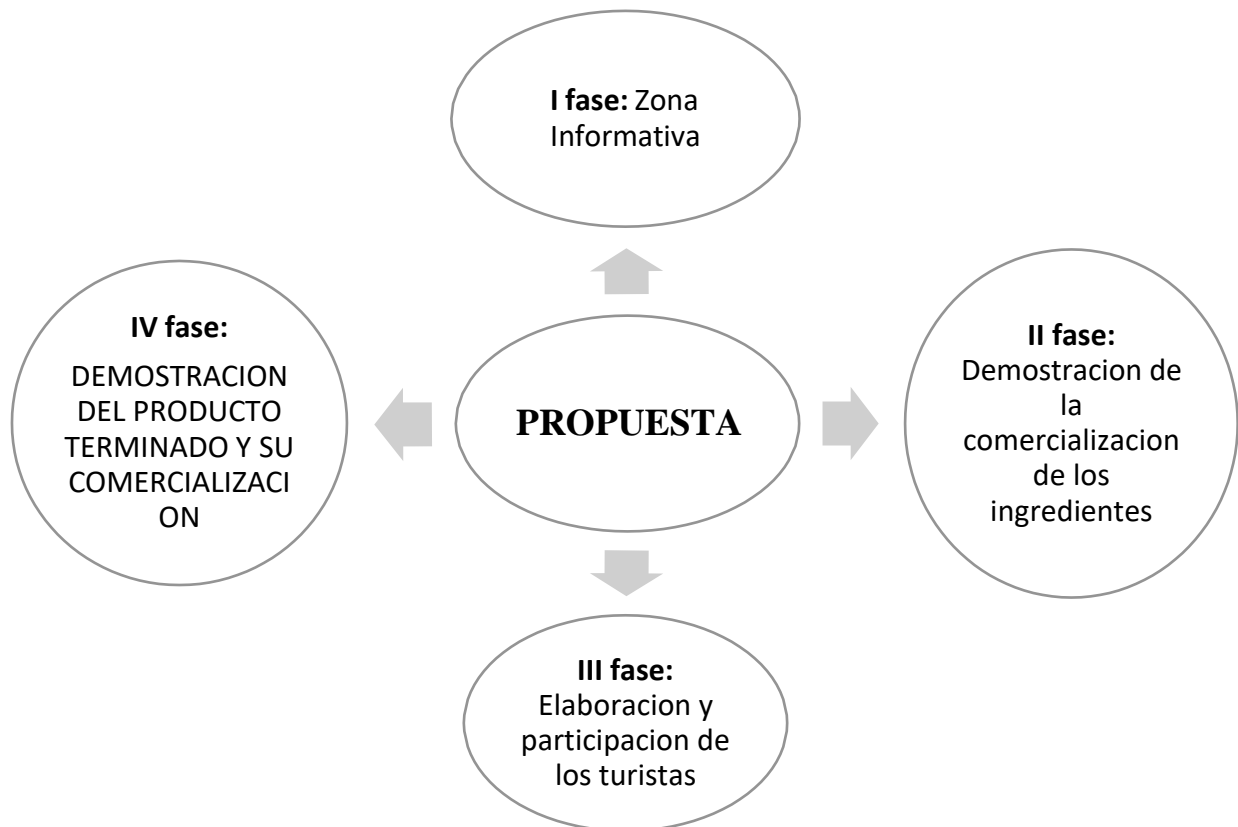 I fase: Zona
Informativa
IV fase:
DEMOSTRACION
DEL PRODUCTO
TERMINADO Y SU
COMERCIALIZACI
ON
PROPUESTA
II fase:
Demostracion de
la
comercializacion
de los
ingredientes
III fase:
Elaboracion y
participacion de
los turistas